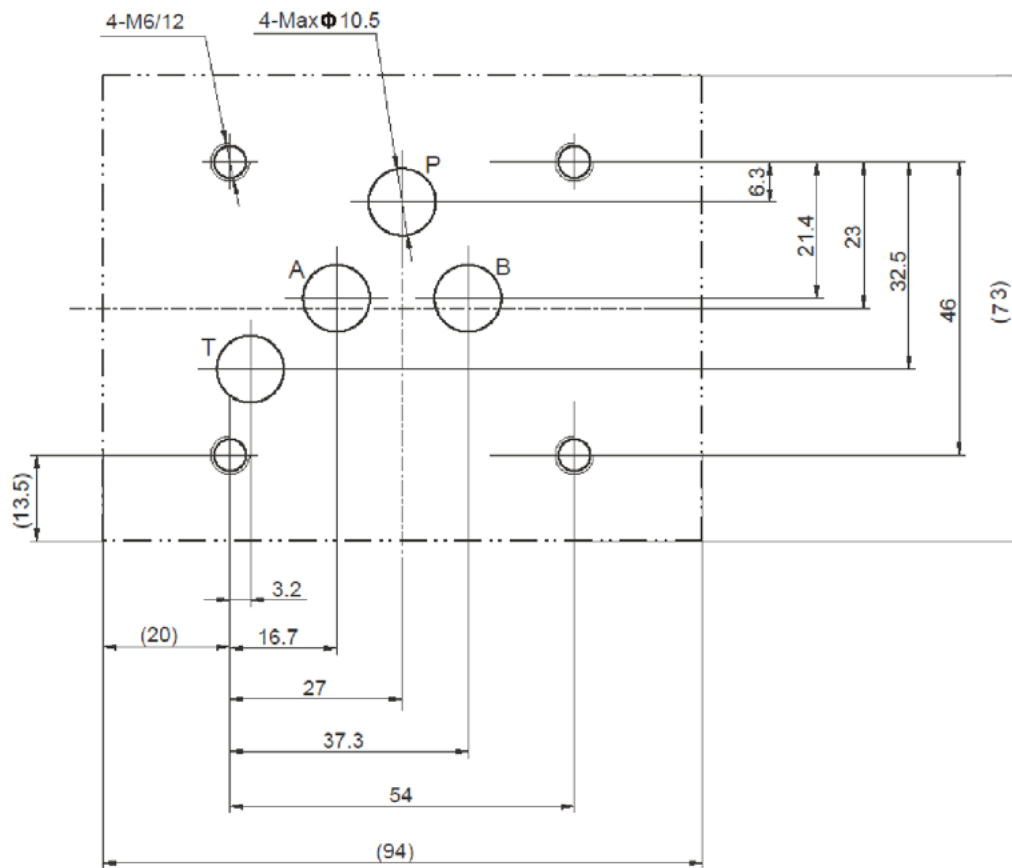 4-M6/12
4-MaxΦ10.5
P
6.3
A
B
21.4
23
32.5
46
(73)
T
(13.5)
3.2
(20)
16.7
27
37.3
54
(94)